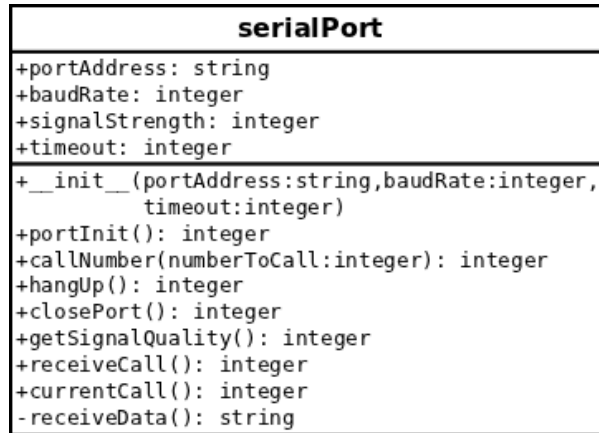 serialPort
+portAddress: string
+baudRate: integer
+signalStrength: integer
+timeout: integer
+__init__(portAddress:string,baudRate:integer,
timeout:integer)
+portInit(): integer
+callNumber(numberToCall:integer): integer
+hangUp(): integer
+closePort(): integer
+getSignalQuality(): integer
+receiveCall(): integer
+currentCall(): integer
-receiveData(): string